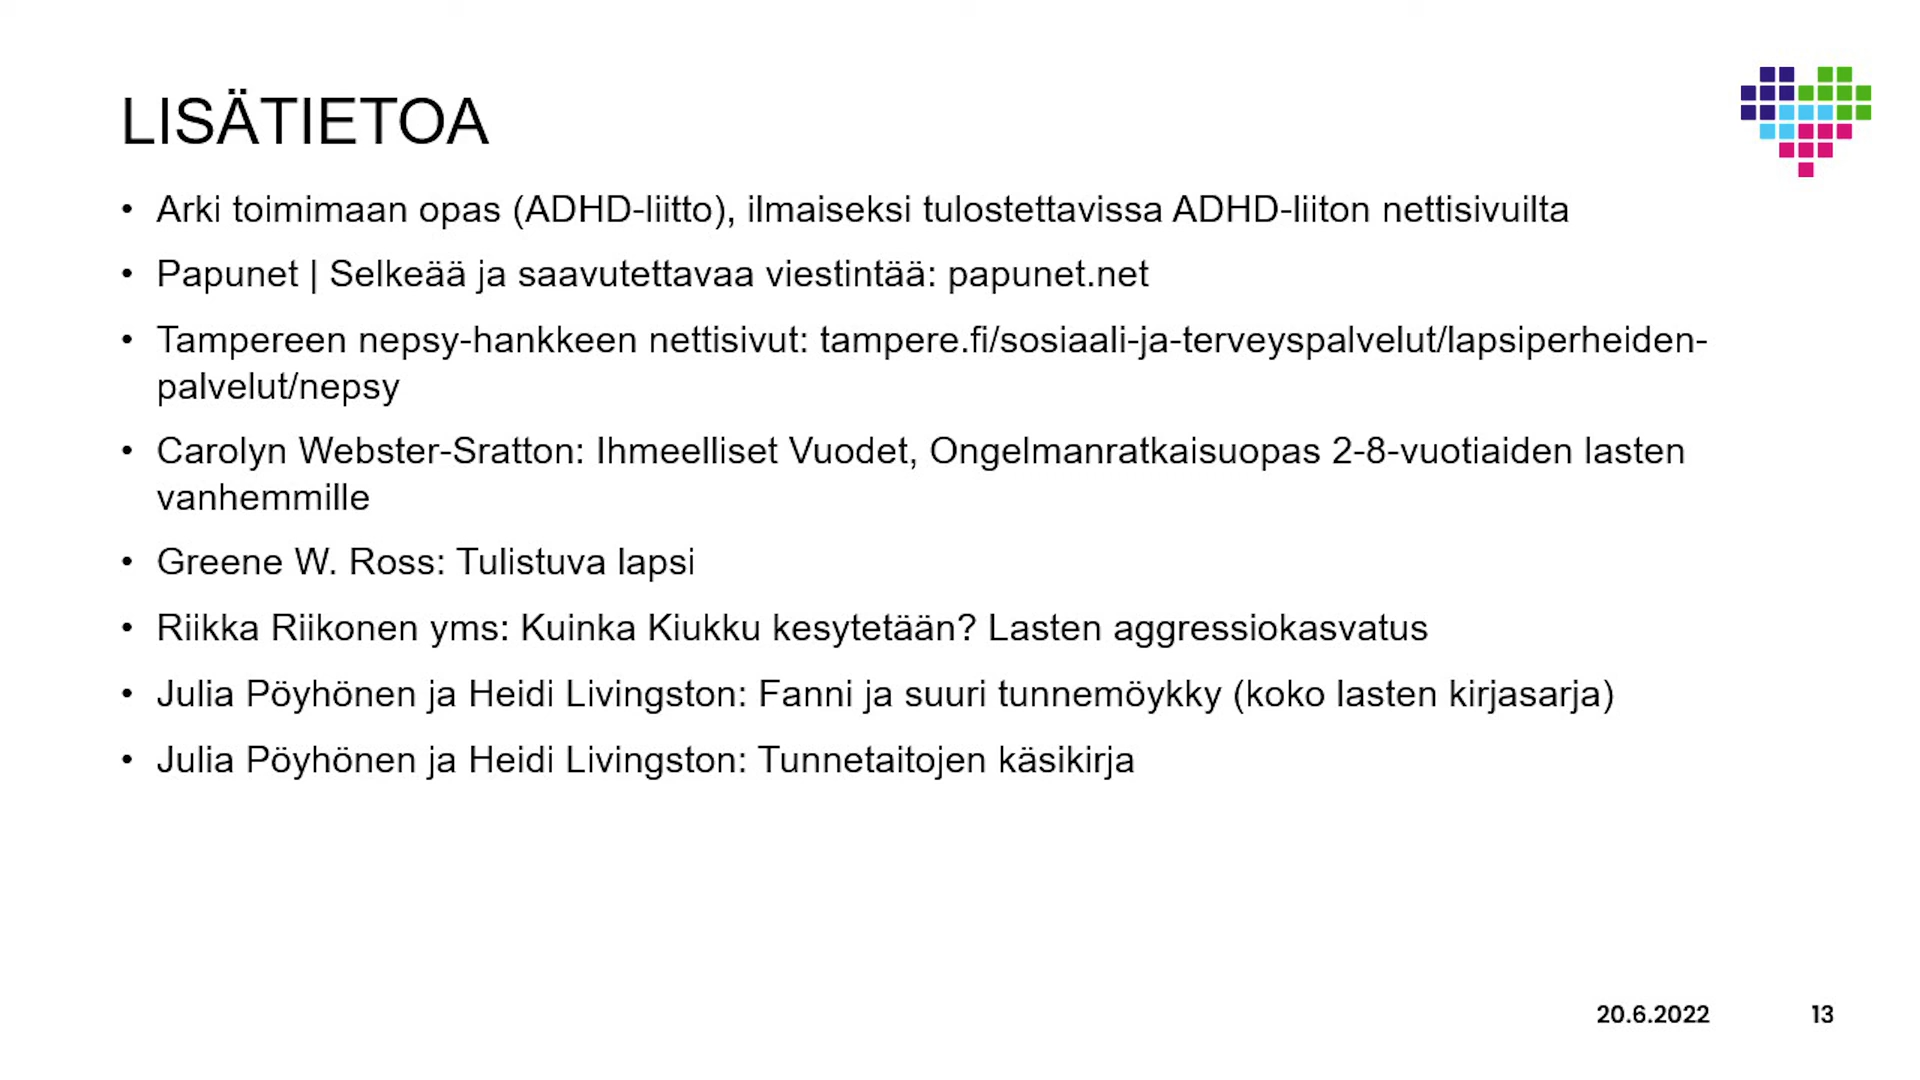 LISÄTIETOA
• Arki toimimaan opas (ADHD-liitto), ilmaiseksi tulostettavissa ADHD-liiton nettisivuilta
• Papunet | Selkeää ja saavutettavaa viestintää: papunet.net
• Tampereen nepsy-hankkeen nettisivut: tampere.fi/sosiaali-ja-terveyspalvelut/lapsiperheiden-
palvelut/nepsy
• Carolyn Webster-Sratton: Ihmeelliset Vuodet, Ongelmanratkaisuopas 2-8-vuotiaiden lasten
vanhemmille
• Greene W. Ross: Tulistuva lapsi
• Riikka Riikonen yms: Kuinka Kiukku kesytetään? Lasten aggressiokasvatus
• Julia Pöyhönen ja Heidi Livingston: Fanni ja suuri tunnemöykky (koko lasten kirjasarja)
• Julia Pöyhönen ja Heidi Livingston: Tunnetaitojen käsikirja
20.6.2022 13